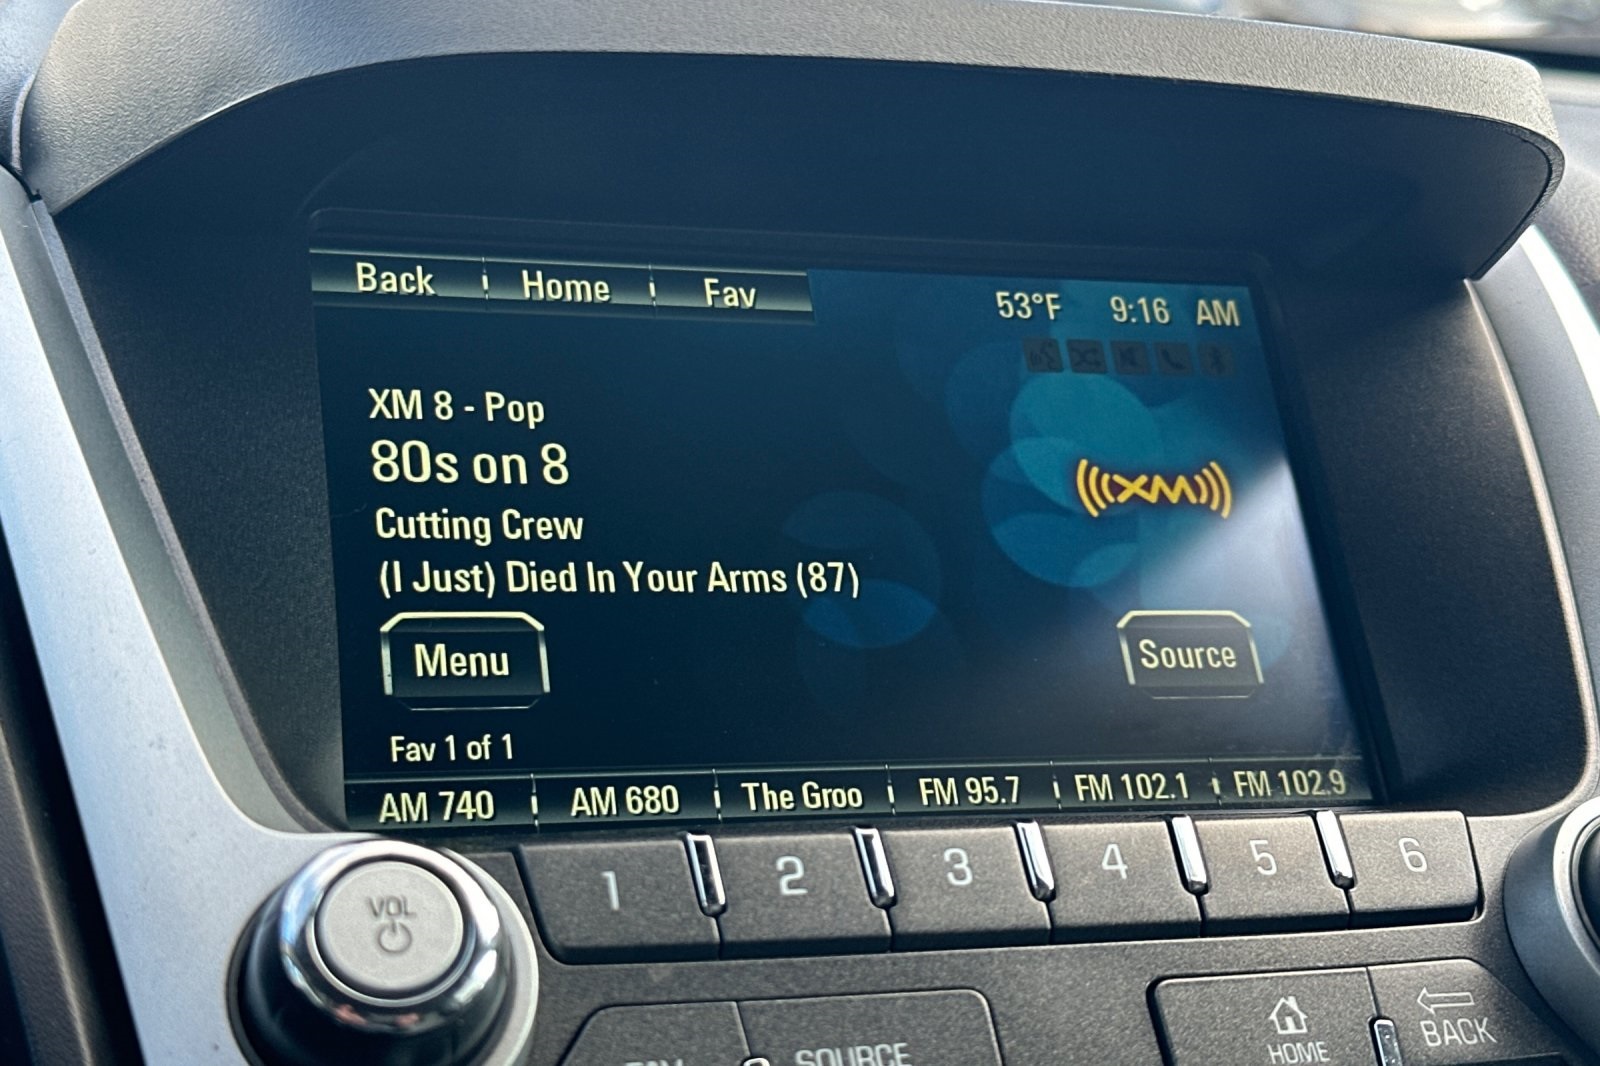 Back Home Fav
53°F 9:16 AM
XM 8 - Pop
80s on 8
Cutting Crew
(I Just) Died In Your Arms (87)
XM
Menu
Source
Fav 1 of 1
AM 740 AM 680 The Groo FM 95.7 FM 102.1 FM 102.9
1 2 3 4 5 6
VOL
FAV
SOURCE
HOME
BACK